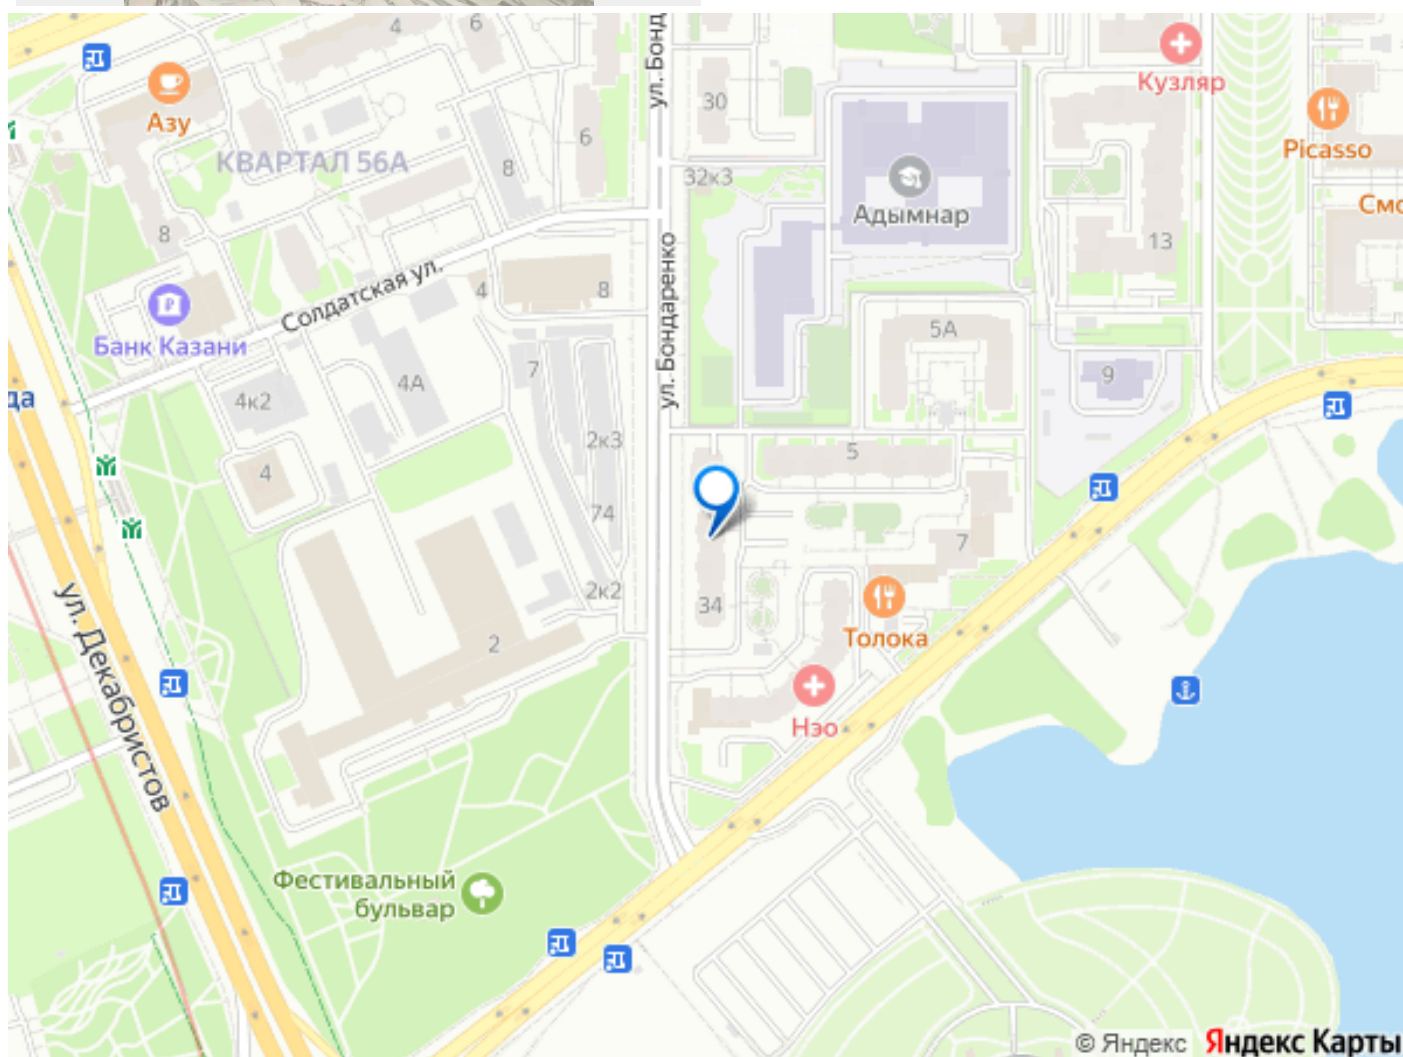 4
6
ул. Бонд
Азу
КВАРТАЛ 56А
8
6
8
30
32к3
Адымнар
Кузляр
Picasso
Смо
13
Банк Казани
Солдатская ул.
4
8
ул. Бондаренко
5А
9
да
4к2
4А
7
2к3
4
74
5
7
2к2
34
2
Толока
Нэо
ул. Декабристов
Фестивальный
бульвар
© Яндекс Яндекс Карты